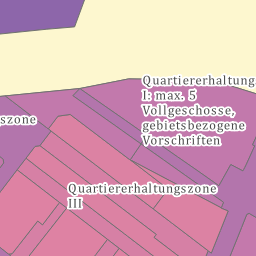 Quartiererhaltung
I: max. 5
Vollgeschosse,
gebietsbezogene
Vorschriften
szone
Quartiererhaltungszone
III